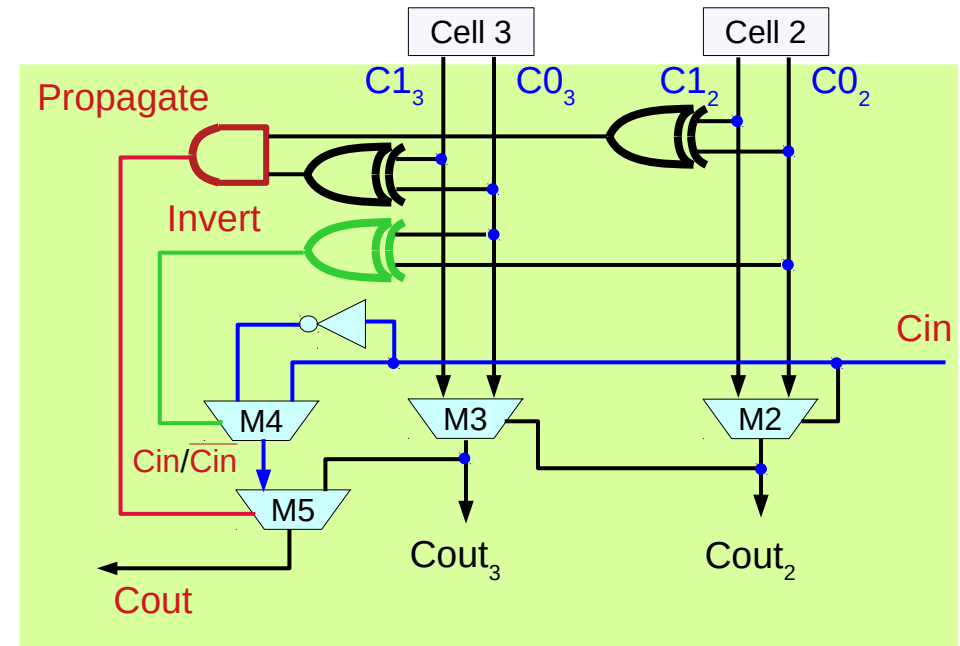 Cell 3
Cell 2
C1₃
C0₃
C1₂
C0₂
Propagate
Invert
Cin
M4
M3
M2
Cin/C̅i̅n̅
M5
Cout₃
Cout₂
Cout